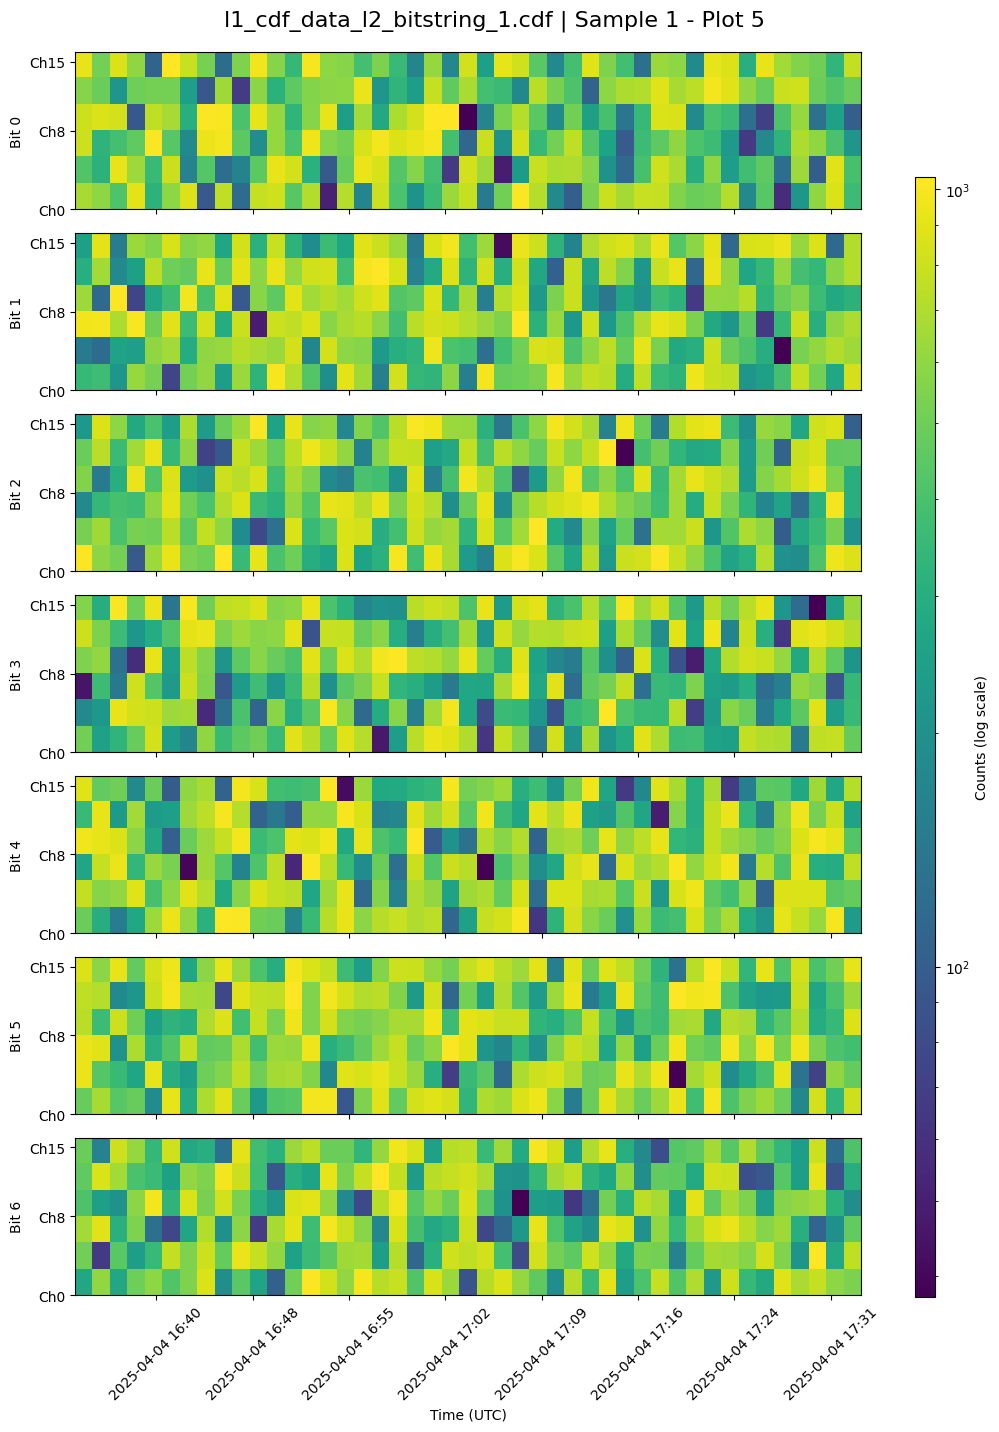 l1_cdf_data_l2_bitstring_1.cdf | Sample 1 - Plot 5
Ch15
Ch8
Ch0
Bit 0
Ch15
Ch8
Ch0
Bit 1
Ch15
Ch8
Ch0
Bit 2
Ch15
Ch8
Ch0
Bit 3
Ch15
Ch8
Ch0
Bit 4
Ch15
Ch8
Ch0
Bit 5
Ch15
Ch8
Ch0
Bit 6
2025-04-04 16:40
2025-04-04 16:48
2025-04-04 16:55
2025-04-04 17:02
2025-04-04 17:09
2025-04-04 17:16
2025-04-04 17:24
2025-04-04 17:31
Time (UTC)
10³
10²
Counts (log scale)